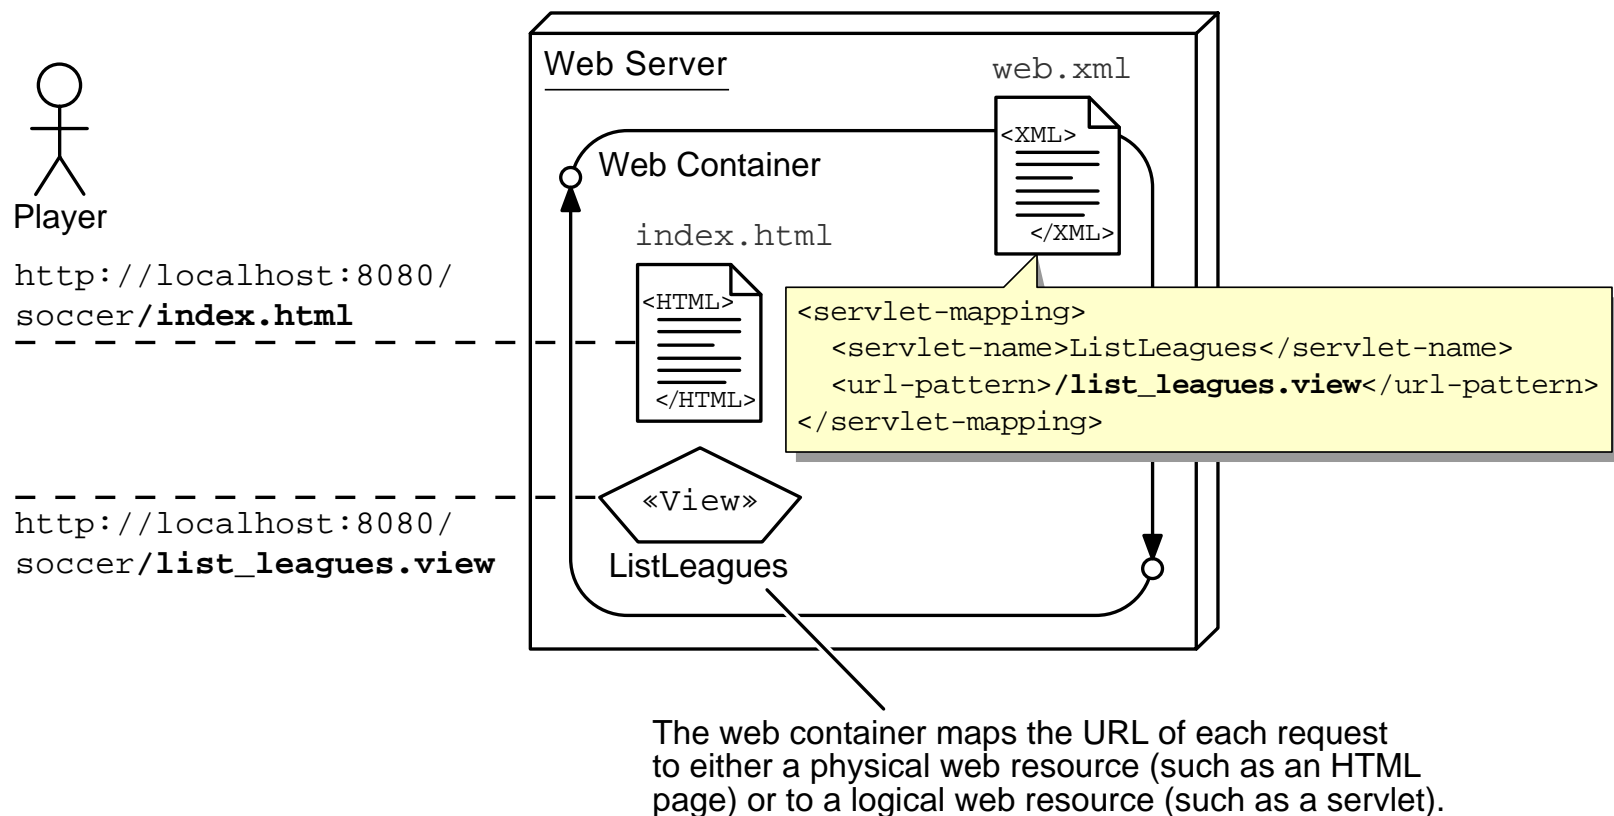 Web Server
web.xml
<XML>
</XML>
Web Container
Player
index.html
<HTML>
</HTML>
http://localhost:8080/
soccer/index.html
<servlet-mapping>
<servlet-name>ListLeagues</servlet-name>
<url-pattern>/list_leagues.view</url-pattern>
</servlet-mapping>
«View»
ListLeagues
http://localhost:8080/
soccer/list_leagues.view
The web container maps the URL of each request
to either a physical web resource (such as an HTML
page) or to a logical web resource (such as a servlet).